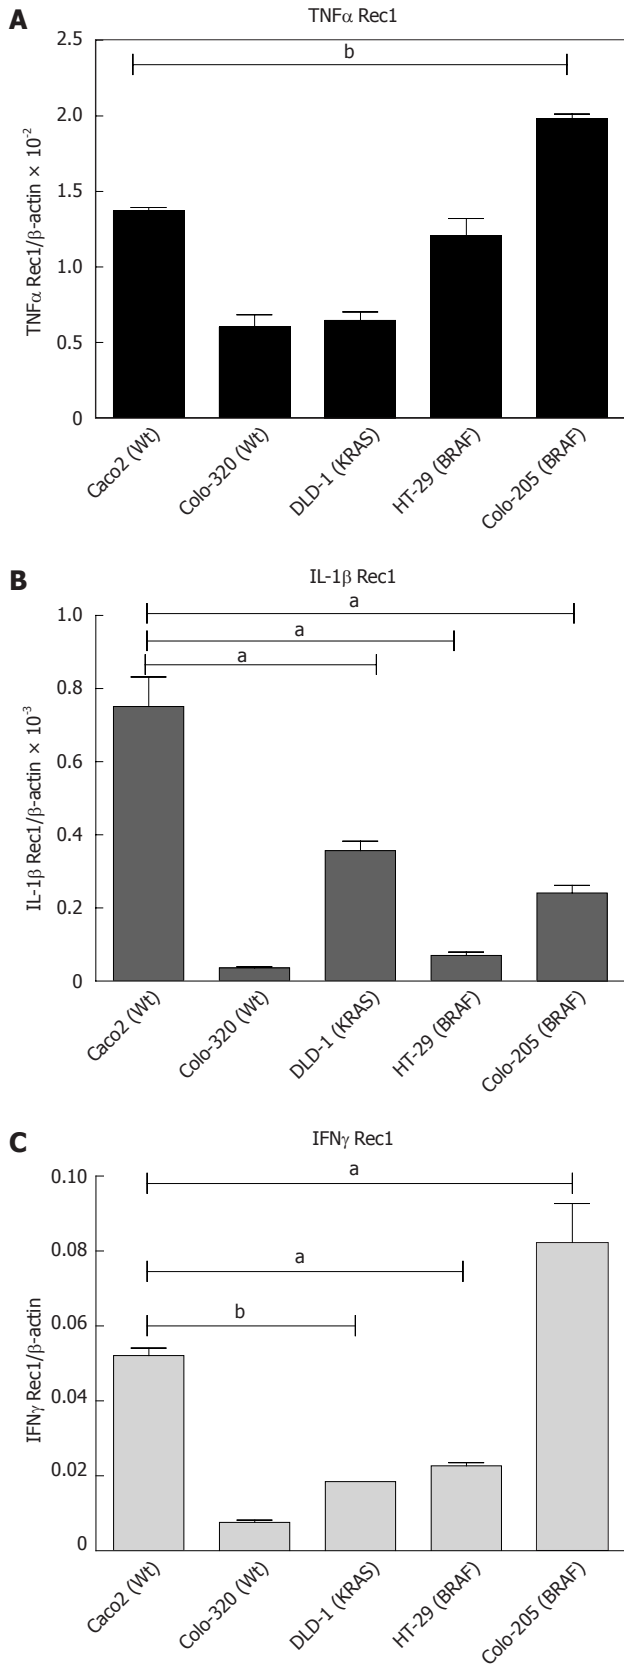 A
TNFα Rec1
TNFα Rec1/β-actin × 10⁻²
2.5
2.0
1.5
1.0
0.5
0
b
Caco2 (Wt)
Colo-320 (Wt)
DLD-1 (KRAS)
HT-29 (BRAF)
Colo-205 (BRAF)
B
IL-1β Rec1
IL-1β Rec1/β-actin × 10⁻³
1.0
0.8
0.6
0.4
0.2
0
a
a
a
Caco2 (Wt)
Colo-320 (Wt)
DLD-1 (KRAS)
HT-29 (BRAF)
Colo-205 (BRAF)
C
IFNγ Rec1
IFNγ Rec1/β-actin
0.10
0.08
0.06
0.04
0.02
0
a
a
b
Caco2 (Wt)
Colo-320 (Wt)
DLD-1 (KRAS)
HT-29 (BRAF)
Colo-205 (BRAF)